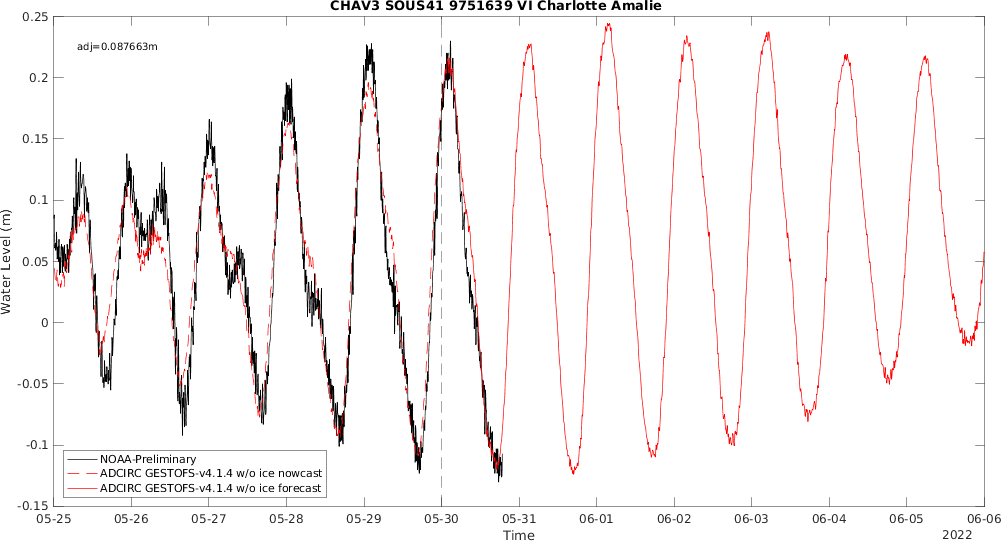 CHAV3 SOUS41 9751639 VI Charlotte Amalie
adj=0.087663m
0.25
0.2
0.15
0.1
0.05
0
-0.05
-0.1
-0.15
Water Level (m)
NOAA-Preliminary
ADCIRC GESTOFS-v4.1.4 w/o ice nowcast
ADCIRC GESTOFS-v4.1.4 w/o ice forecast
05-25 05-26 05-27 05-28 05-29 05-30 05-31 06-01 06-02 06-03 06-04 06-05 06-06
Time
2022